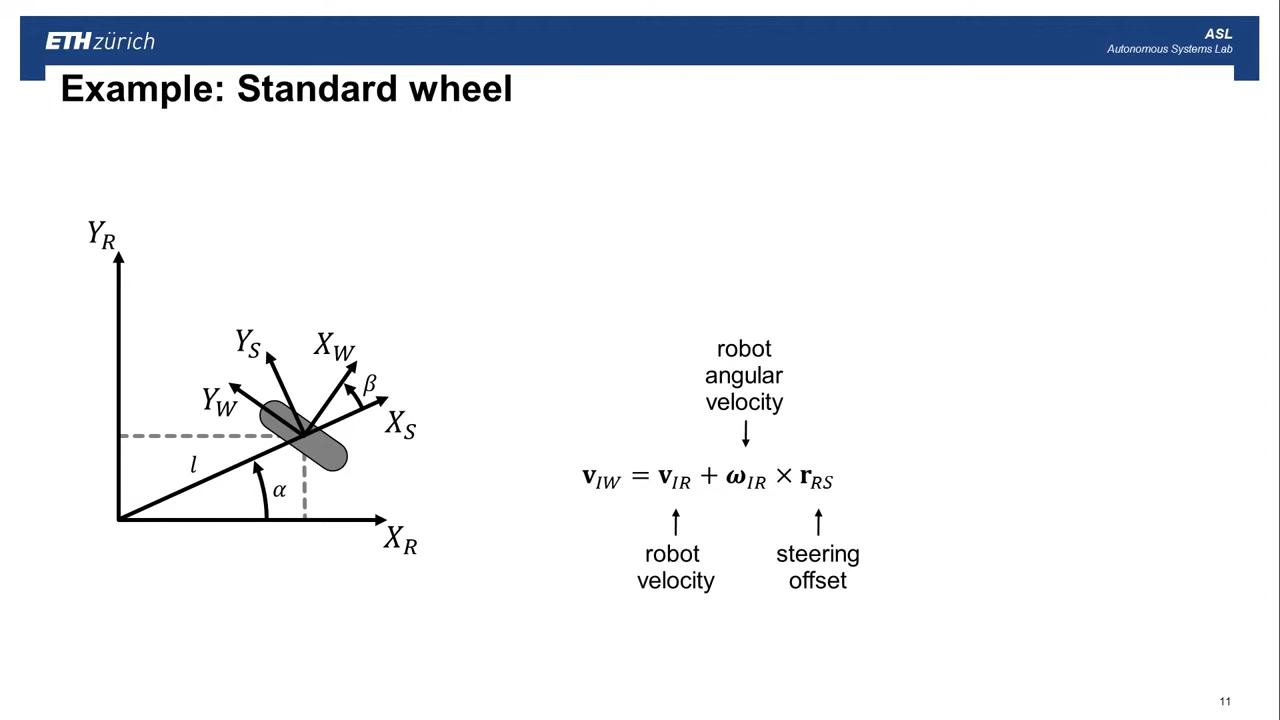 ETH zürich
ASL
Autonomous Systems Lab
Example: Standard wheel
Y_R
Y_S
X_W
β
Y_W
X_S
l
α
X_R
robot
angular
velocity
𝐯_IW = 𝐯_IR + 𝝎_IR × 𝐫_RS
robot
velocity
steering
offset
11